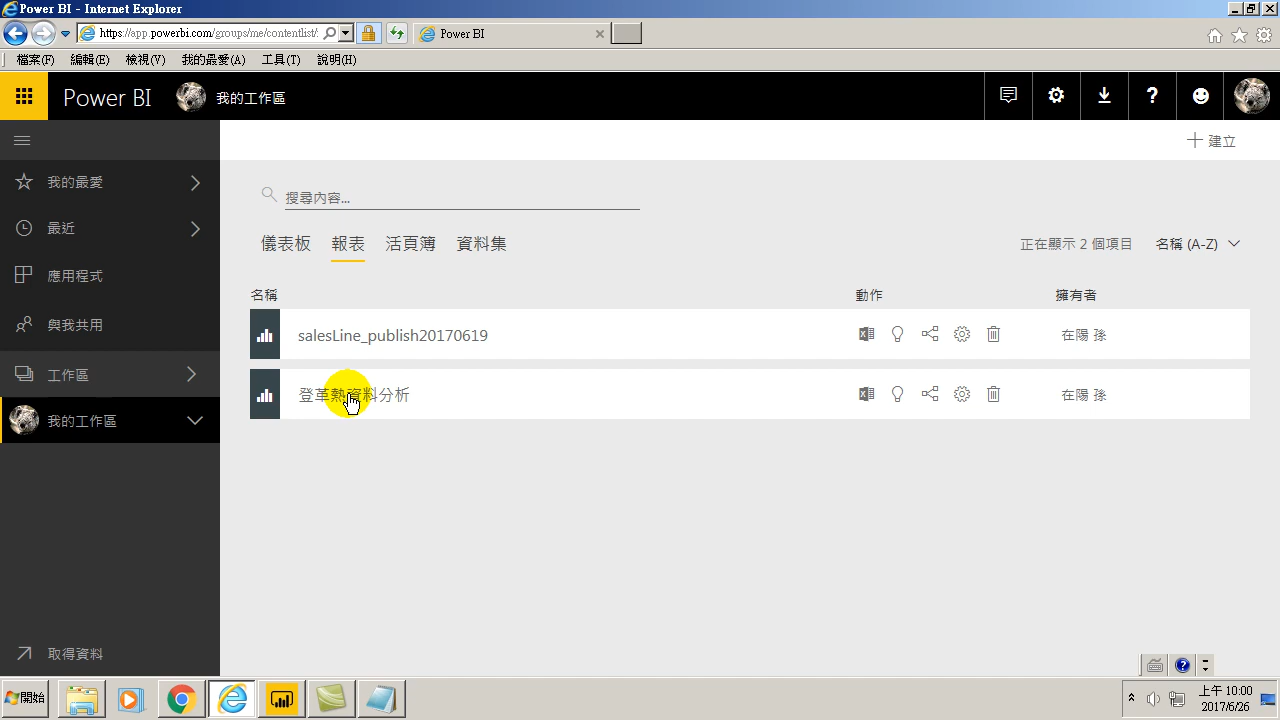 Power BI - Internet Explorer
https://app.powerbi.com/groups/me/contentlist/
Power BI
檔案(F) 編輯(E) 檢視(V) 我的最愛(A) 工具(T) 說明(H)
Power BI 我的工作區
建立
我的最愛
最近
應用程式
與我共用
工作區
我的工作區
取得資料
搜尋內容...
儀表板 報表 活頁簿 資料集
正在顯示 2 個項目 名稱 (A-Z)
名稱 動作 擁有者
salesLine_publish20170619 在陽 孫
登革熱資料分析 在陽 孫
開始
上午 10:00
2017/6/26